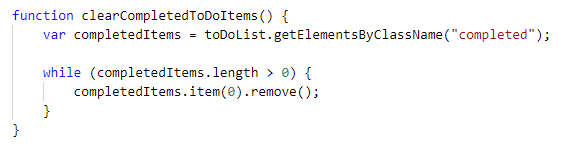 function clearCompletedToDoItems() {
    var completedItems = toDoList.getElementsByClassName("completed");

    while (completedItems.length > 0) {
        completedItems.item(0).remove();
    }
}